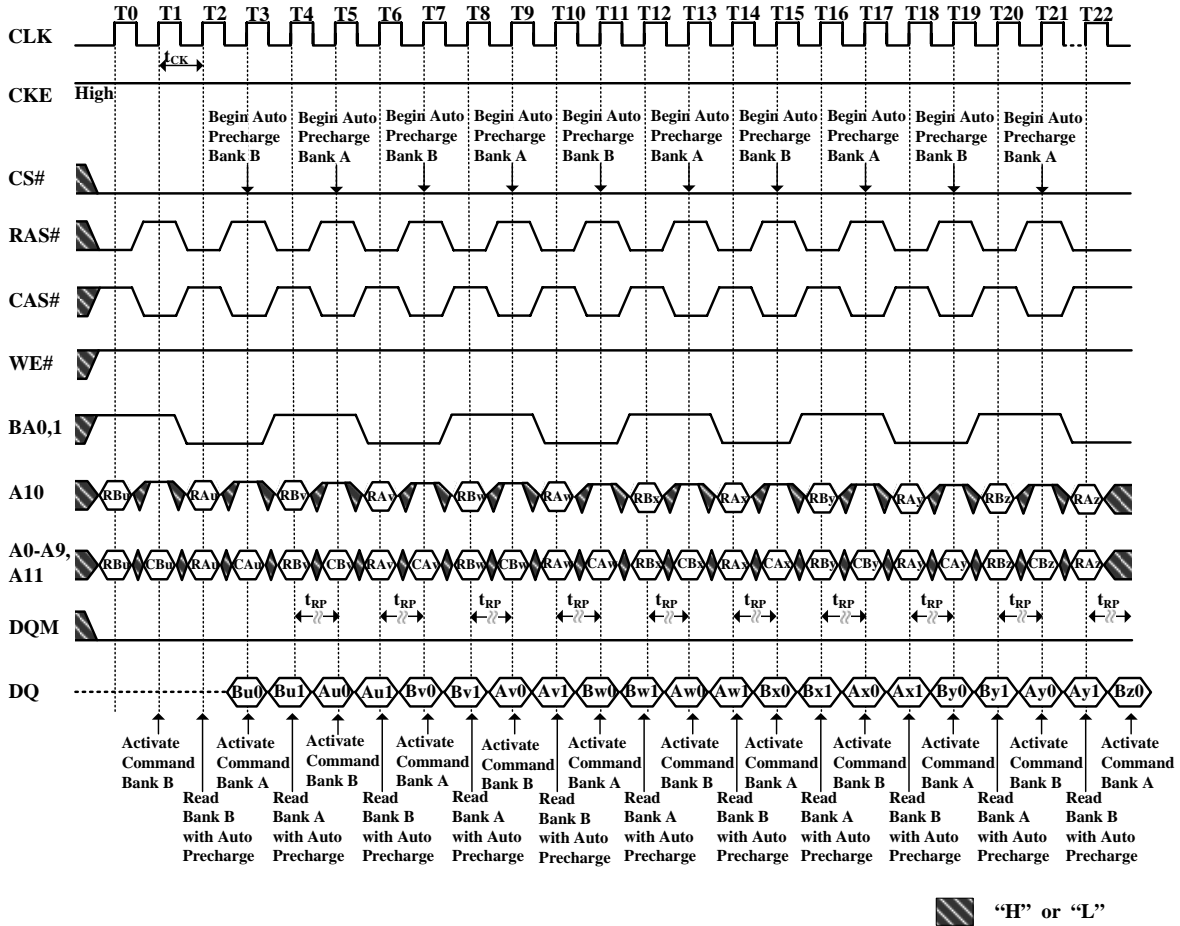 T0 T1 T2 T3 T4 T5 T6 T7 T8 T9 T10 T11 T12 T13 T14 T15 T16 T17 T18 T19 T20 T21 T22
CLK
tCK
CKE High
Begin Auto Begin Auto Begin Auto Begin Auto Begin Auto Begin Auto Begin Auto Begin Auto Begin Auto Begin Auto
Precharge Precharge Precharge Precharge Precharge Precharge Precharge Precharge Precharge Precharge
Bank B Bank A Bank B Bank A Bank B Bank A Bank B Bank A Bank B Bank A
CS#
RAS#
CAS#
WE#
BA0,1
A10 RBu RAu RBv RAv RBw RAw RBx RAx RBy RAy RBz RAz
A0-A9,
A11
RBu CBu RAu CAu RBv CBv RAv CAv RBw CBw RAw CAw RBx CBx RAx CAx RBy CBy RAy CAy RBz CBz RAz
tRP tRP tRP tRP tRP tRP tRP tRP tRP tRP
DQM
DQ Bu0 Bu1 Au0 Au1 Bv0 Bv1 Av0 Av1 Bw0 Bw1 Aw0 Aw1 Bx0 Bx1 Ax0 Ax1 By0 By1 Ay0 Ay1 Bz0
Activate Activate Activate Activate Activate Activate Activate Activate Activate Activate Activate Activate
Command Command Command Command Command Command Command Command Command Command Command Command
Bank B Bank A Bank B Bank A Bank B Bank A Bank B Bank A Bank B Bank A Bank B Bank A
Read Read Read Read Read Read Read Read Read Read Read
Bank B Bank A Bank B Bank A Bank B Bank A Bank B Bank A Bank B Bank A Bank B
with Auto with Auto with Auto with Auto with Auto with Auto with Auto with Auto with Auto with Auto with Auto
Precharge Precharge Precharge Precharge Precharge Precharge Precharge Precharge Precharge Precharge Precharge
“H” or “L”